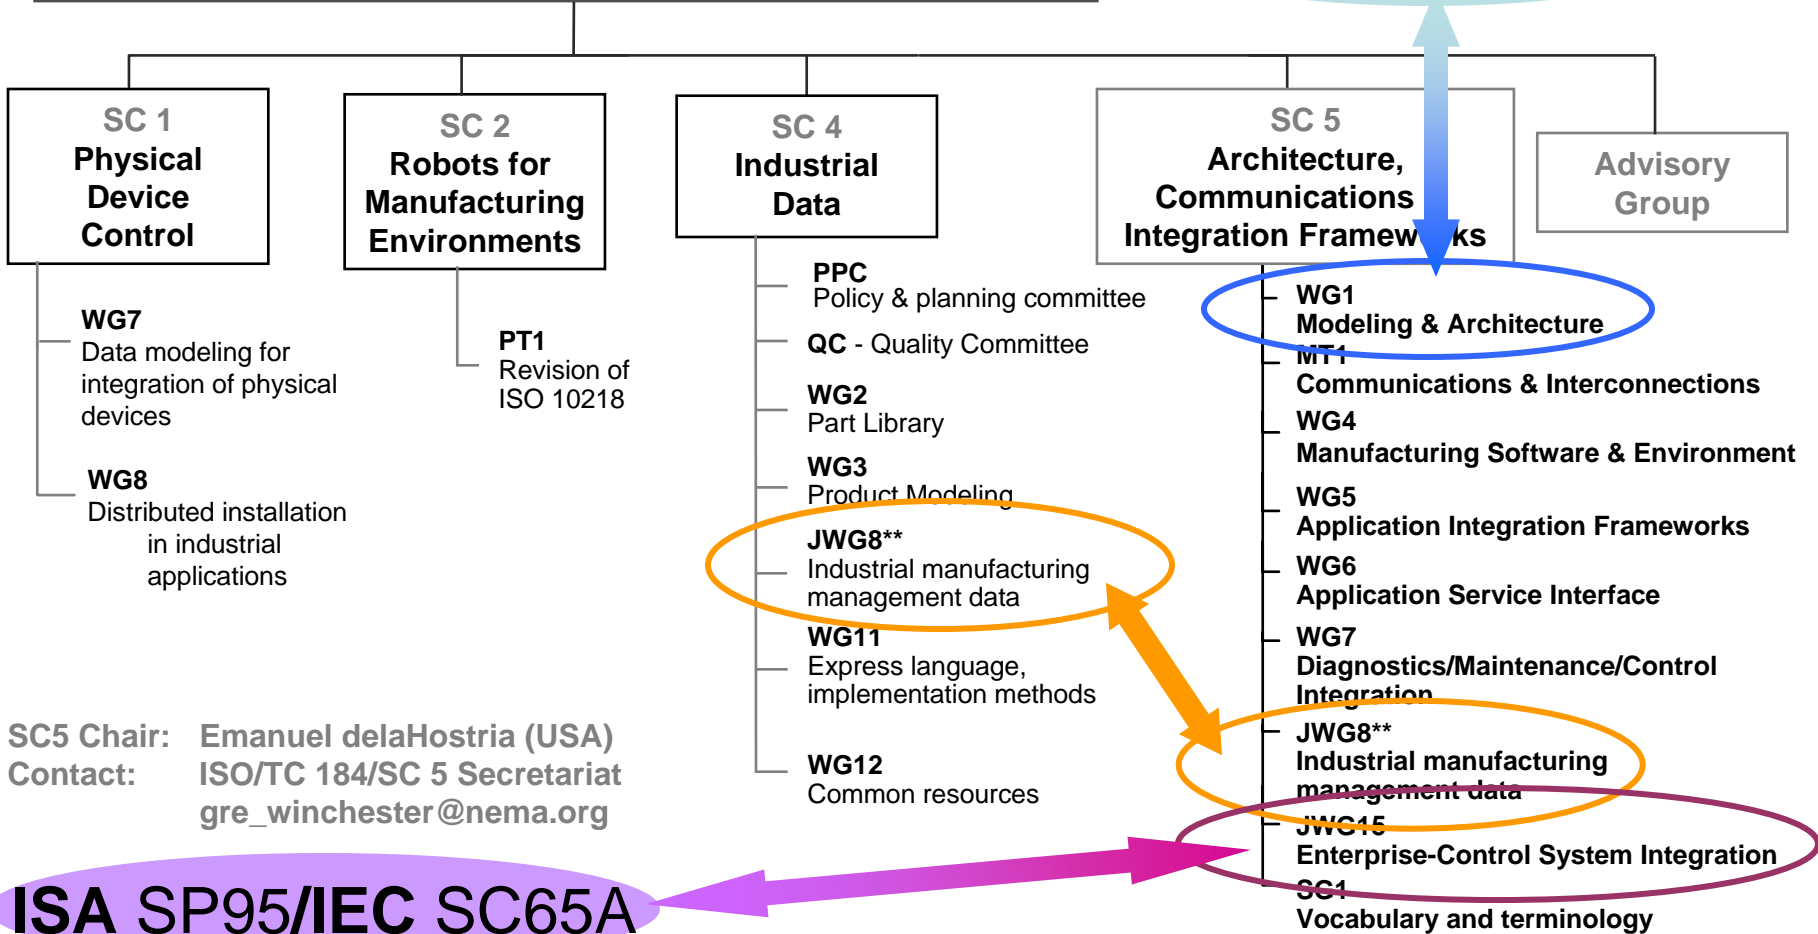 SC 1
Physical
Device
Control
WG7
Data modeling for
integration of physical
devices
WG8
Distributed installation
in industrial
applications
SC 2
Robots for
Manufacturing
Environments
PT1
Revision of
ISO 10218
SC 4
Industrial
Data
PPC
Policy & planning committee
QC - Quality Committee
WG2
Part Library
WG3
Product Modeling
JWG8**
Industrial manufacturing
management data
WG11
Express language,
implementation methods
WG12
Common resources
SC 5
Architecture,
Communications
Integration Frameworks
WG1
Modeling & Architecture
MT1
Communications & Interconnections
WG4
Manufacturing Software & Environment
WG5
Application Integration Frameworks
WG6
Application Service Interface
WG7
Diagnostics/Maintenance/Control
Integration
JWG8**
Industrial manufacturing
management data
JWG15
Enterprise-Control System Integration
SG1
Vocabulary and terminology
Advisory
Group
SC5 Chair: Emanuel delaHostria (USA)
Contact: ISO/TC 184/SC 5 Secretariat
gre_winchester@nema.org
ISA SP95/IEC SC65A